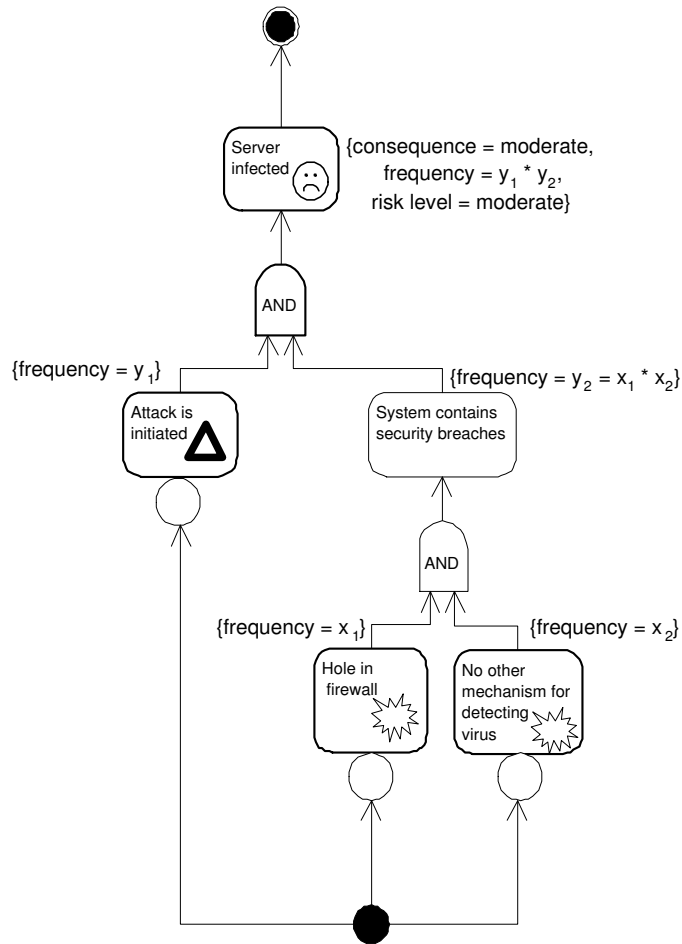 Server
infected
{consequence = moderate,
frequency = y₁ * y₂,
risk level = moderate}
AND
{frequency = y₁}
{frequency = y₂ = x₁ * x₂}
Attack is
initiated
System contains
security breaches
AND
{frequency = x₁}
{frequency = x₂}
Hole in
firewall
No other
mechanism for
detecting
virus